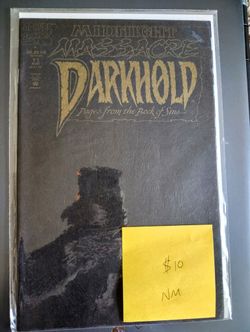 MIDNIGHT
MASSACRE
DARKHOLD
Pages from the Book of Sins
$10
NM